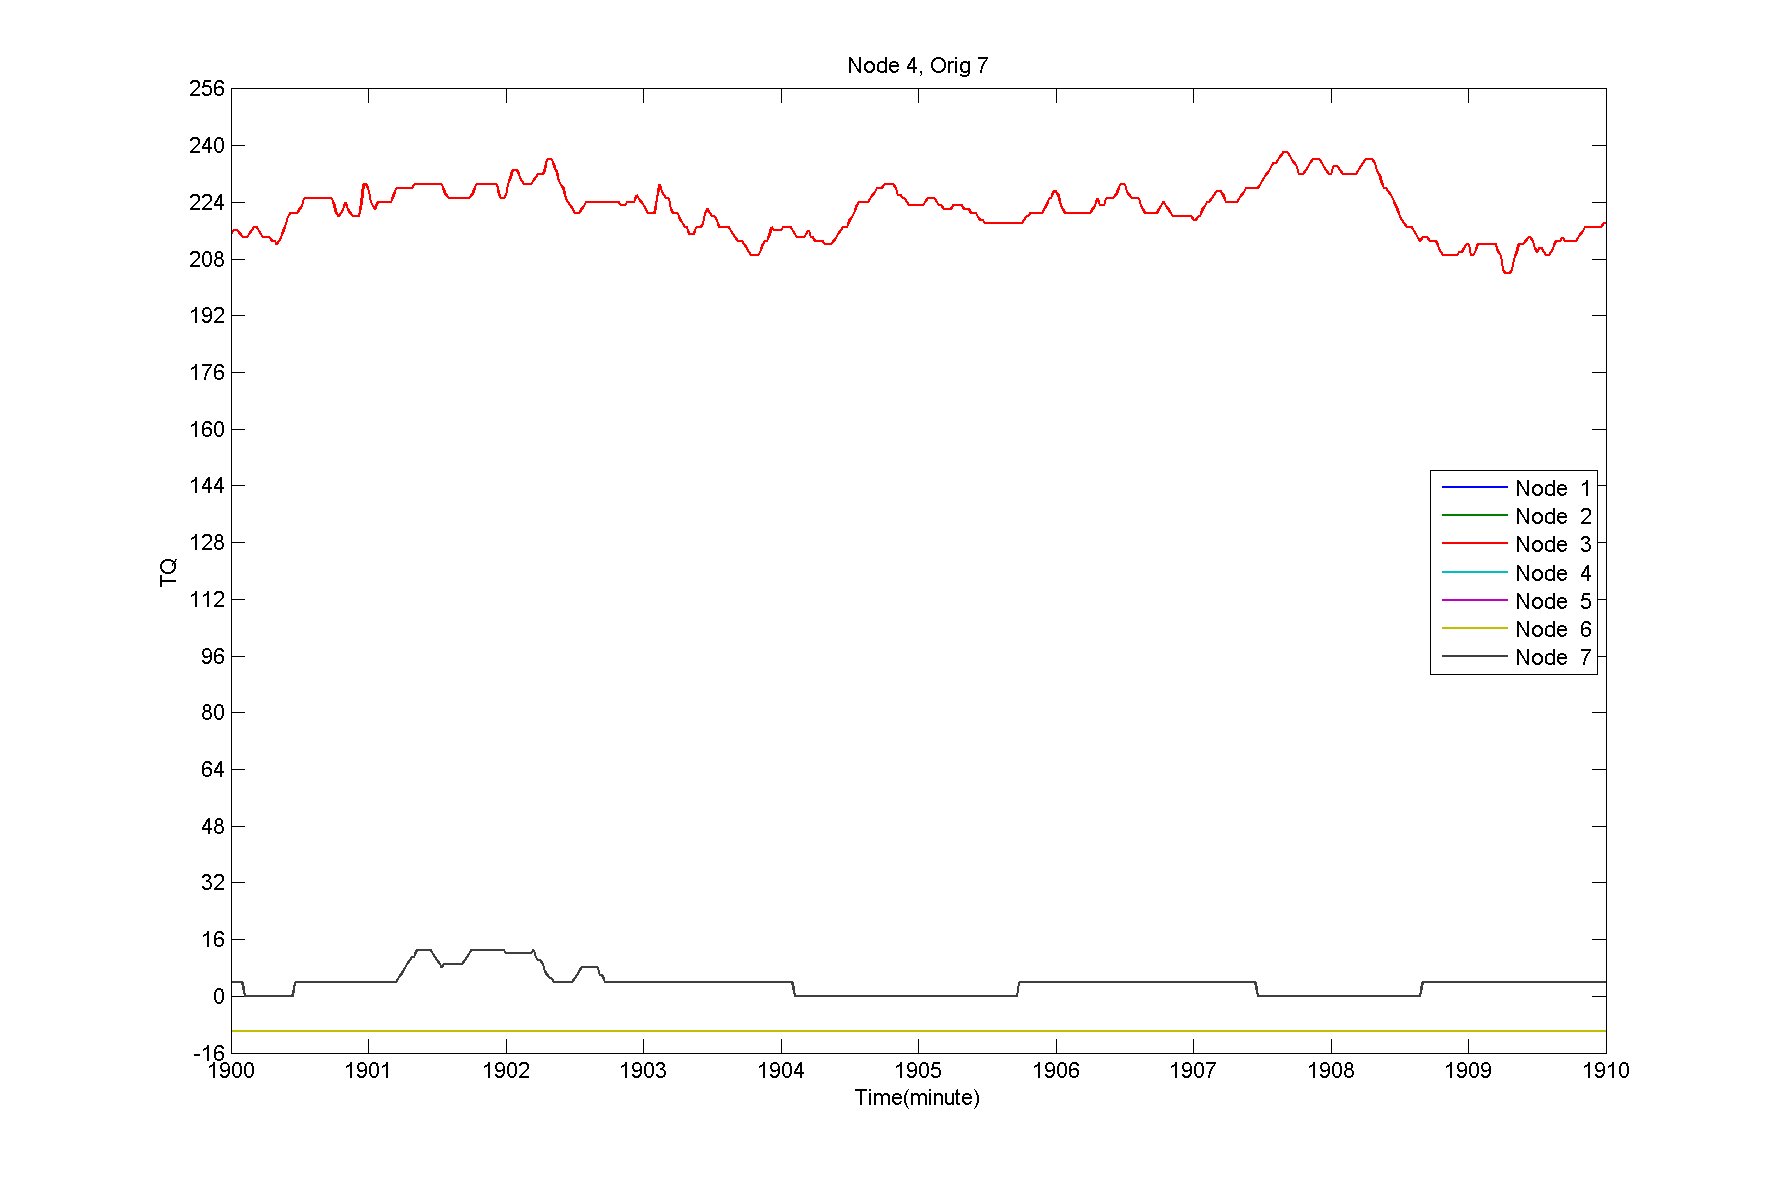 Node 4, Orig 7
256
240
224
208
192
176
160
144
128
112
96
80
64
48
32
16
0
-16
TQ
Node 1
Node 2
Node 3
Node 4
Node 5
Node 6
Node 7
1900 1901 1902 1903 1904 1905 1906 1907 1908 1909 1910
Time(minute)